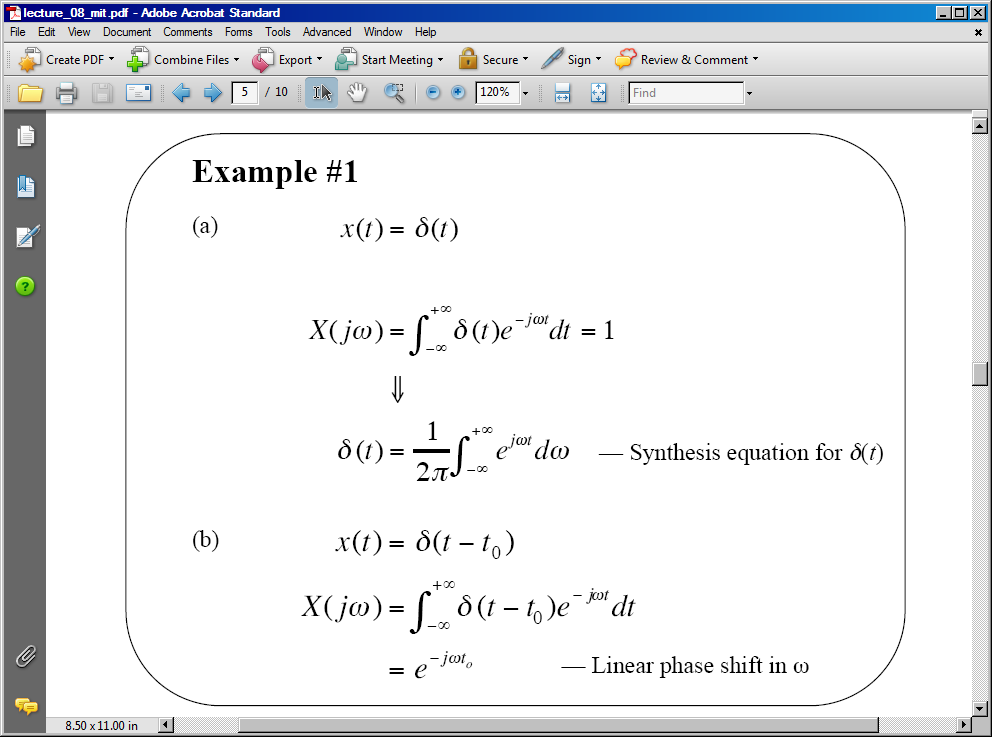 lecture_08_mit.pdf - Adobe Acrobat Standard
File Edit View Document Comments Forms Tools Advanced Window Help
Create PDF Combine Files Export Start Meeting Secure Sign Review & Comment
5 / 10 120% Find
Example #1
(a) x(t) = δ(t)
X(jω) = ∫_{−∞}^{+∞} δ(t)e^{−jωt}dt = 1
⇓
δ(t) = \frac{1}{2π} ∫_{−∞}^{+∞} e^{jωt} dω — Synthesis equation for δ(t)
(b) x(t) = δ(t − t_0)
X(jω) = ∫_{−∞}^{+∞} δ(t − t_0)e^{−jωt}dt
= e^{−jωt_o} — Linear phase shift in ω
8.50 x 11.00 in